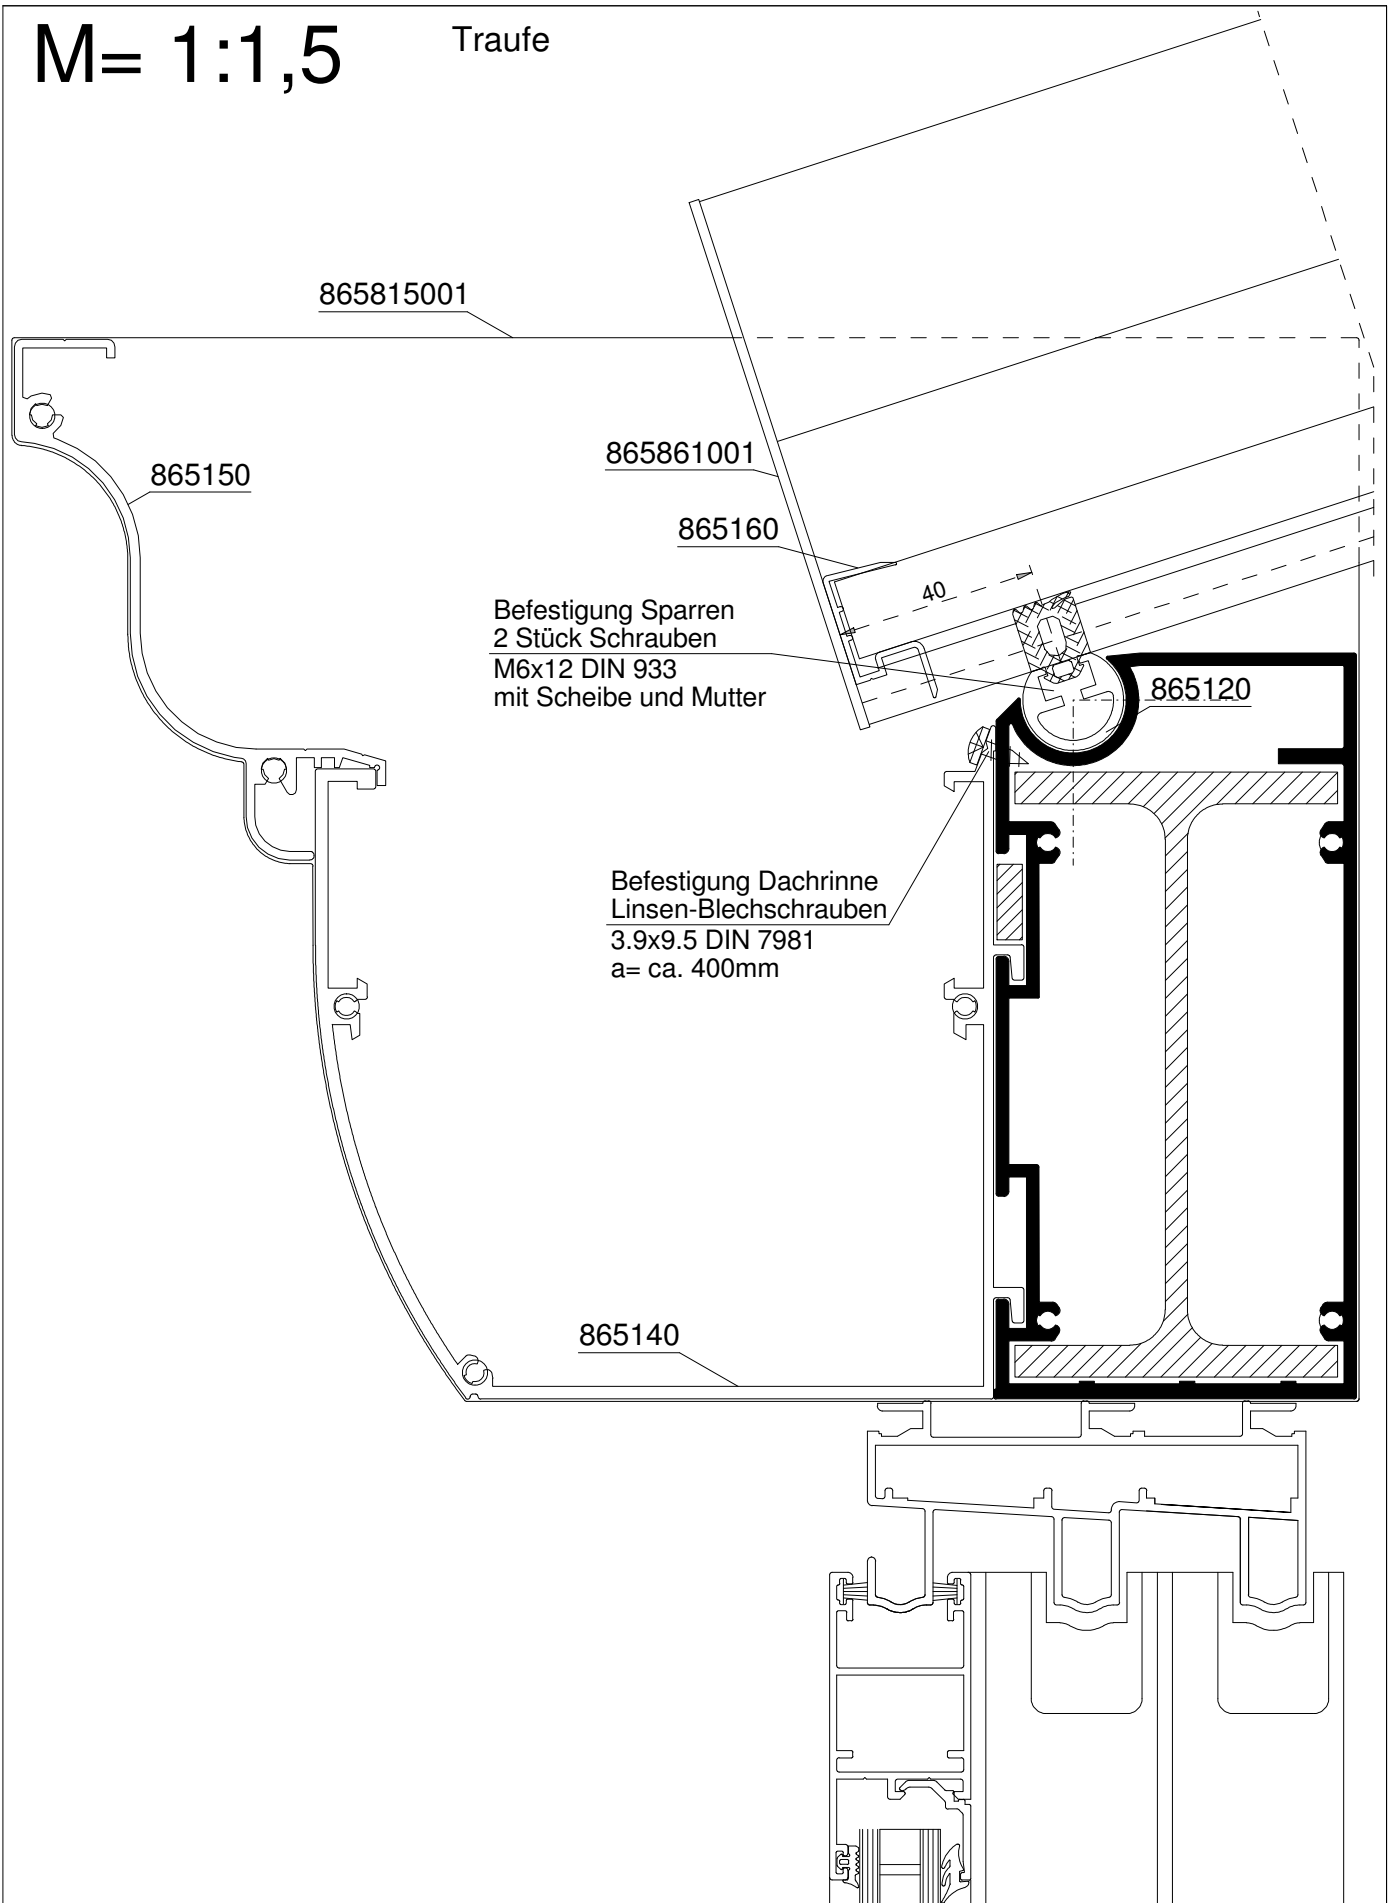 M= 1:1,5
Traufe
865815001
865150
865861001
865160
40
Befestigung Sparren
2 Stück Schrauben
M6x12 DIN 933
mit Scheibe und Mutter
865120
Befestigung Dachrinne
Linsen-Blechschrauben
3.9x9.5 DIN 7981
a= ca. 400mm
865140